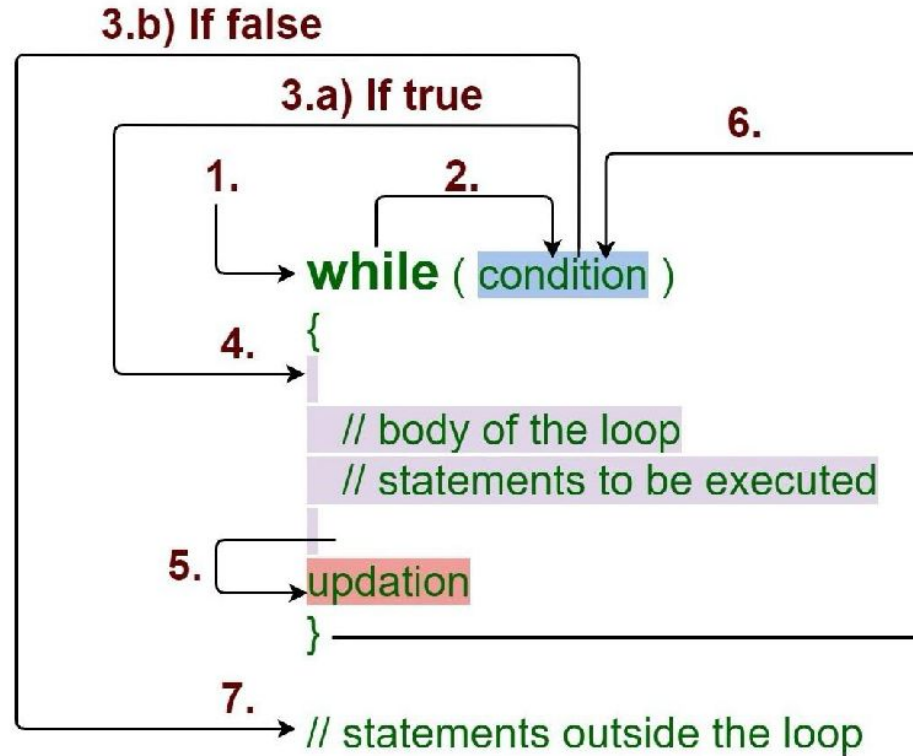 3.b) If false
3.a) If true
6.
1.
2.
while ( condition )
{
4.
// body of the loop
// statements to be executed
5.
updation
}
7.
// statements outside the loop